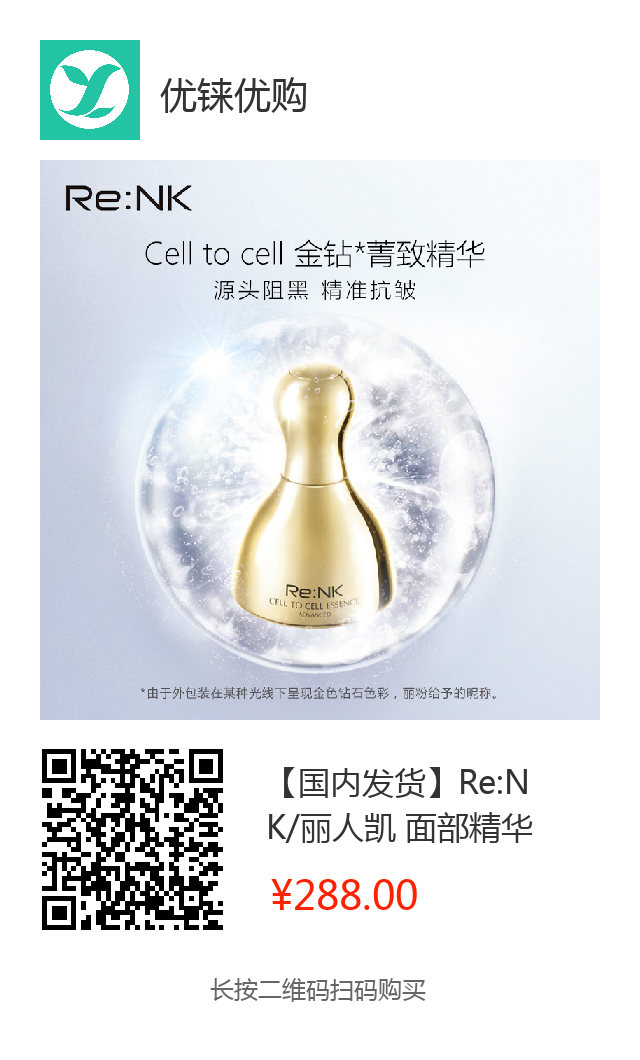 优铼优购
Re:NK
Cell to cell 金钻*菁致精华
源头阻黑 精准抗皱
Re:NK
CELL TO CELL ESSENCE
ADVANCED
*由于外包装在某种光线下呈现金色钻石色彩，丽粉给予的昵称。
【国内发货】Re:N
K/丽人凯 面部精华
¥288.00
长按二维码扫码购买